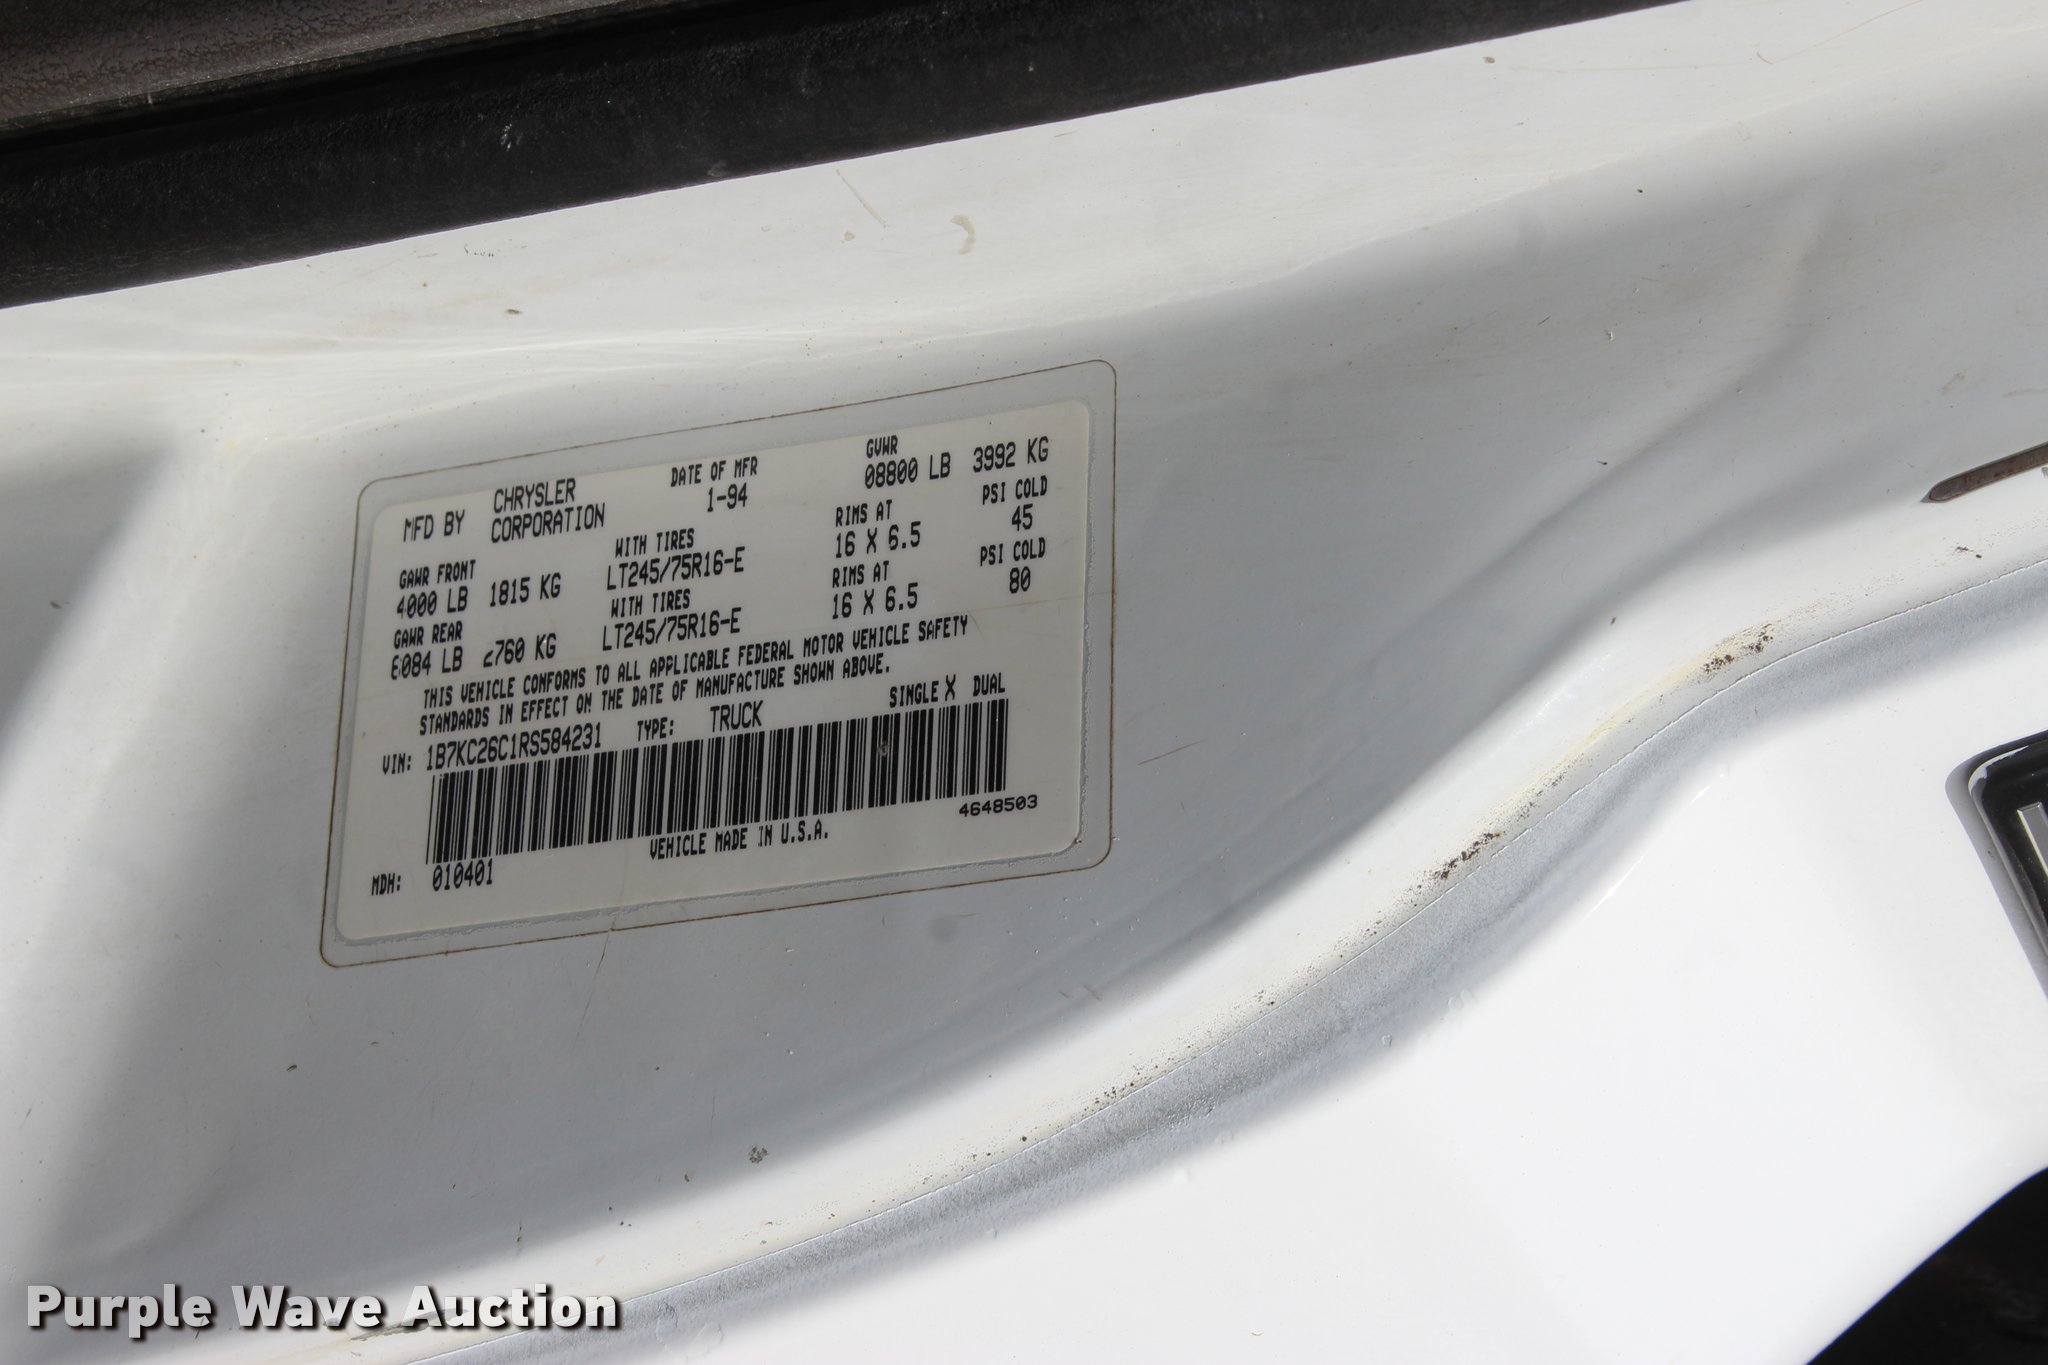 MFD BY CHRYSLER CORPORATION
DATE OF MFR 1-94
GVWR 08800 LB 3992 KG
GAWR FRONT 4000 LB 1815 KG
WITH TIRES LT245/75R16-E
RIMS AT 16 X 6.5
PSI COLD 45
GAWR REAR 6084 LB 2760 KG
WITH TIRES LT245/75R16-E
RIMS AT 16 X 6.5
PSI COLD 80
THIS VEHICLE CONFORMS TO ALL APPLICABLE FEDERAL MOTOR VEHICLE SAFETY
STANDARDS IN EFFECT ON THE DATE OF MANUFACTURE SHOWN ABOVE.
VIN: 1B7KC26C1RS584231 TYPE: TRUCK SINGLE X DUAL
4648503
VEHICLE MADE IN U.S.A.
MDH: 010401
Purple Wave Auction